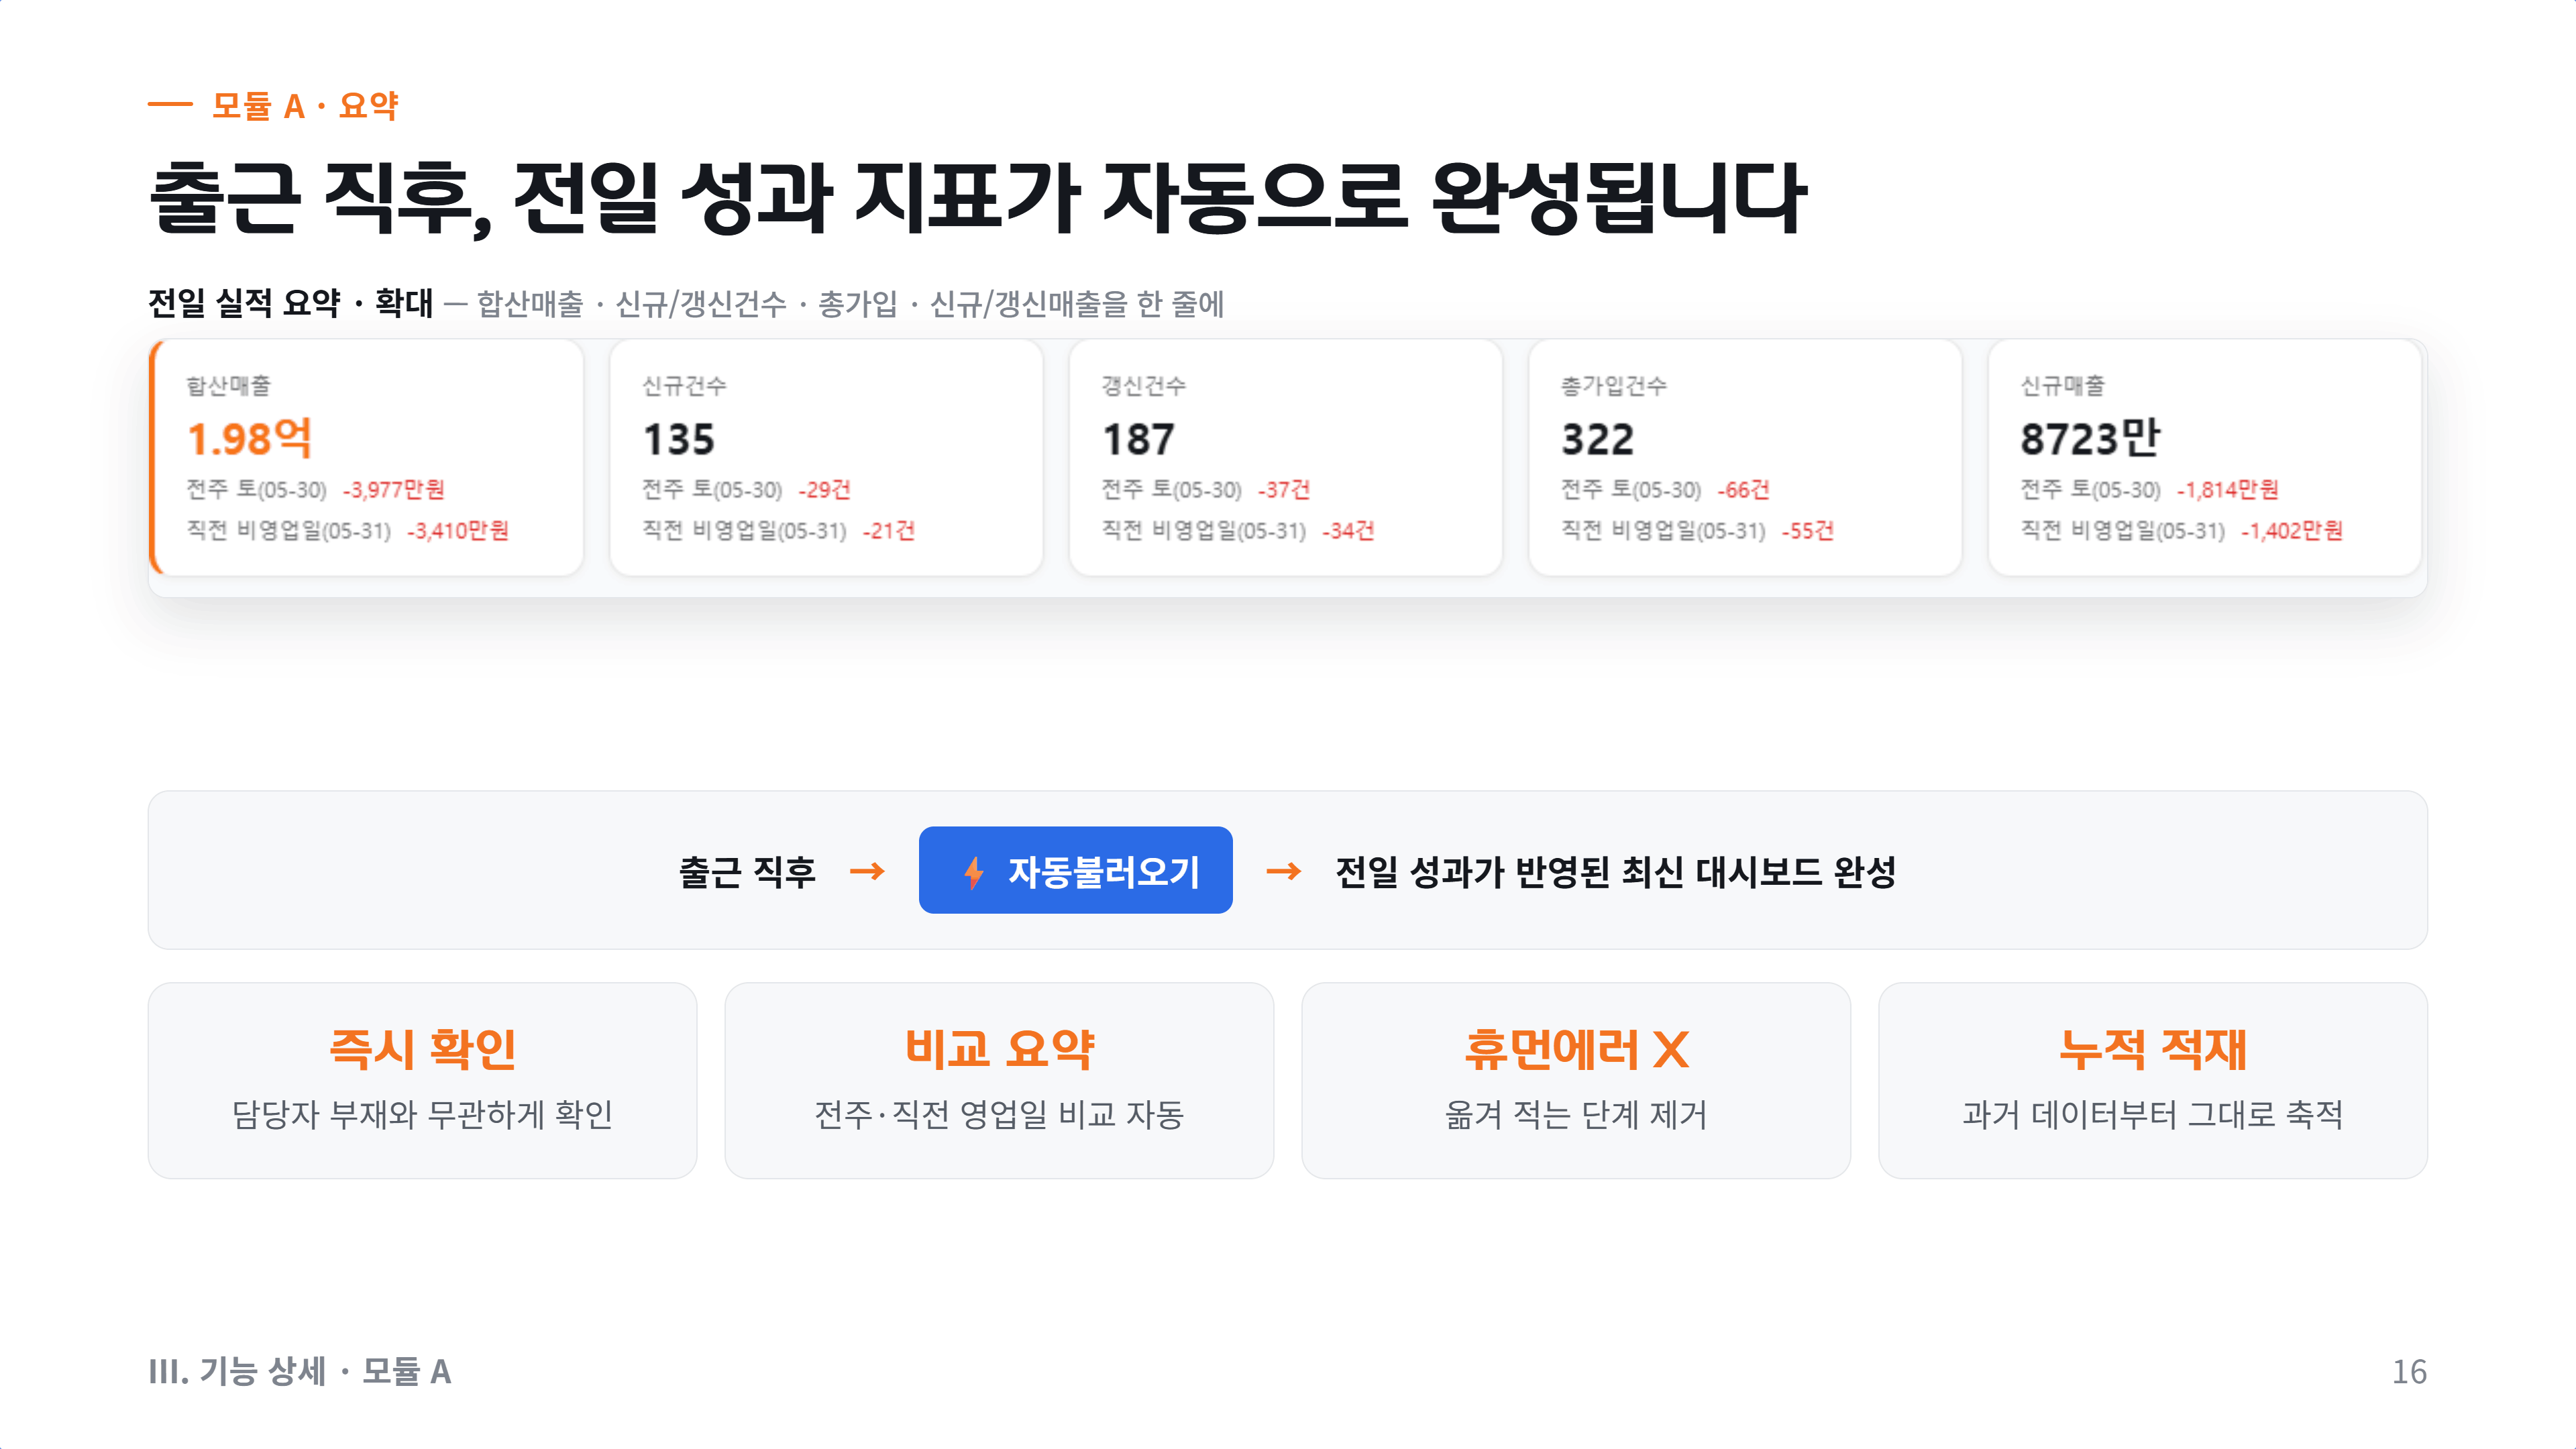 모듈 A · 요약
출근 직후, 전일 성과 지표가 자동으로 완성됩니다
전일 실적 요약 · 확대 — 합산매출 · 신규/갱신건수 · 총가입 · 신규/갱신매출을 한 줄에
합산매출
1.98억
전주 토(05-30) -3,977만원
직전 비영업일(05-31) -3,410만원
신규건수
135
전주 토(05-30) -29건
직전 비영업일(05-31) -21건
갱신건수
187
전주 토(05-30) -37건
직전 비영업일(05-31) -34건
총가입건수
322
전주 토(05-30) -66건
직전 비영업일(05-31) -55건
신규매출
8723만
전주 토(05-30) -1,814만원
직전 비영업일(05-31) -1,402만원
출근 직후 → 자동불러오기 → 전일 성과가 반영된 최신 대시보드 완성
즉시 확인
담당자 부재와 무관하게 확인
비교 요약
전주·직전 영업일 비교 자동
휴먼에러 X
옮겨 적는 단계 제거
누적 적재
과거 데이터부터 그대로 축적
III. 기능 상세 · 모듈 A
16